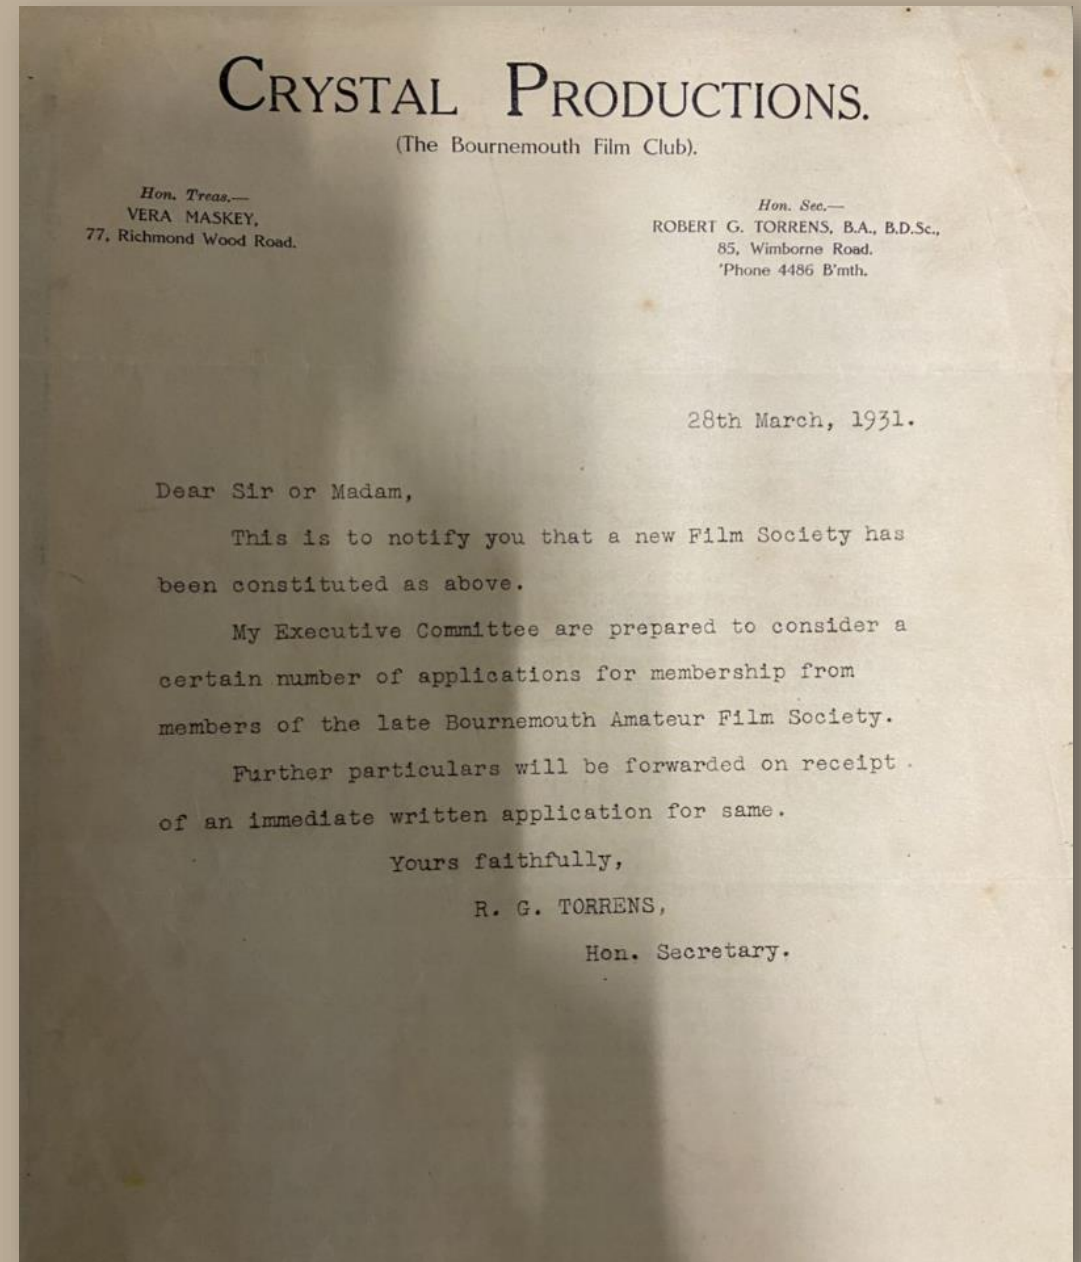 CRYSTAL PRODUCTIONS.
(The Bournemouth Film Club).
Hon. Treas.—
VERA MASKEY,
77, Richmond Wood Road.
Hon. Sec.—
ROBERT G. TORRENS, B.A., B.D.Sc.,
85, Wimborne Road.
'Phone 4486 B'mth.
28th March, 1931.
Dear Sir or Madam,
This is to notify you that a new Film Society has
been constituted as above.
My Executive Committee are prepared to consider a
certain number of applications for membership from
members of the late Bournemouth Amateur Film Society.
Further particulars will be forwarded on receipt .
of an immediate written application for same.
Yours faithfully,
R. G. TORRENS,
Hon. Secretary.